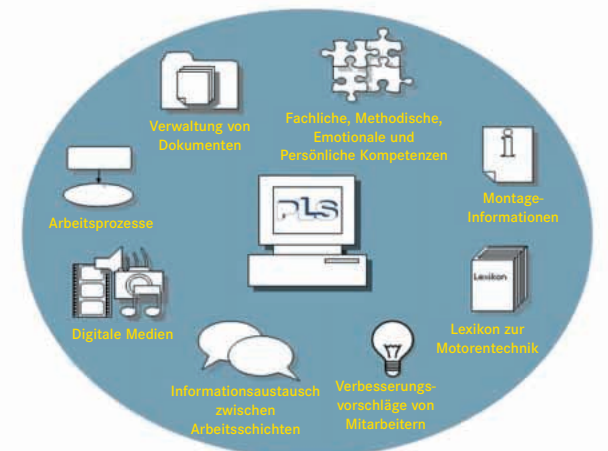 Verwaltung von
Dokumenten
Fachliche, Methodische,
Emotionale und
Persönliche Kompetenzen
i
Montage-
Informationen
Arbeitsprozesse
PLS
Lexikon
Lexikon zur
Motorentechnik
Digitale Medien
Informationsaustausch
zwischen
Arbeitsschichten
Verbesserungs-
vorschläge von
Mitarbeitern